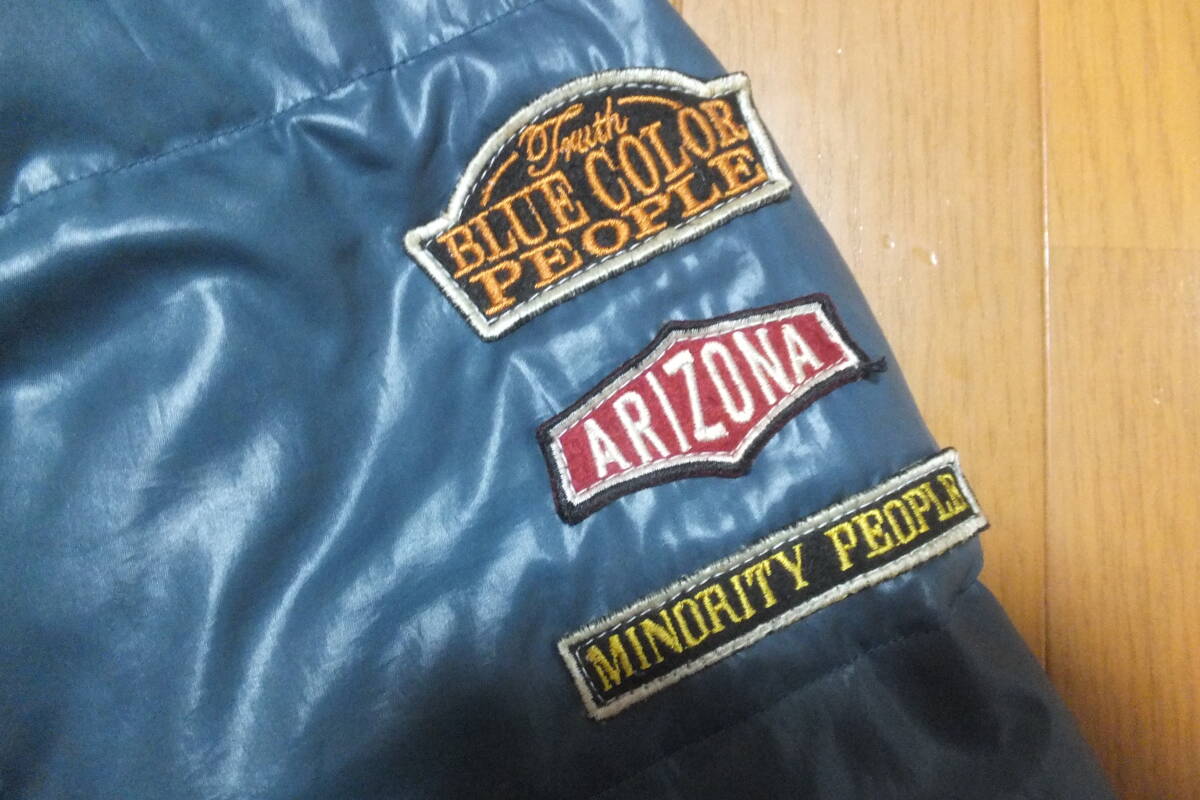 Truth
BLUE COLOR
PEOPLE
ARIZONA
MINORITY PEOPLE